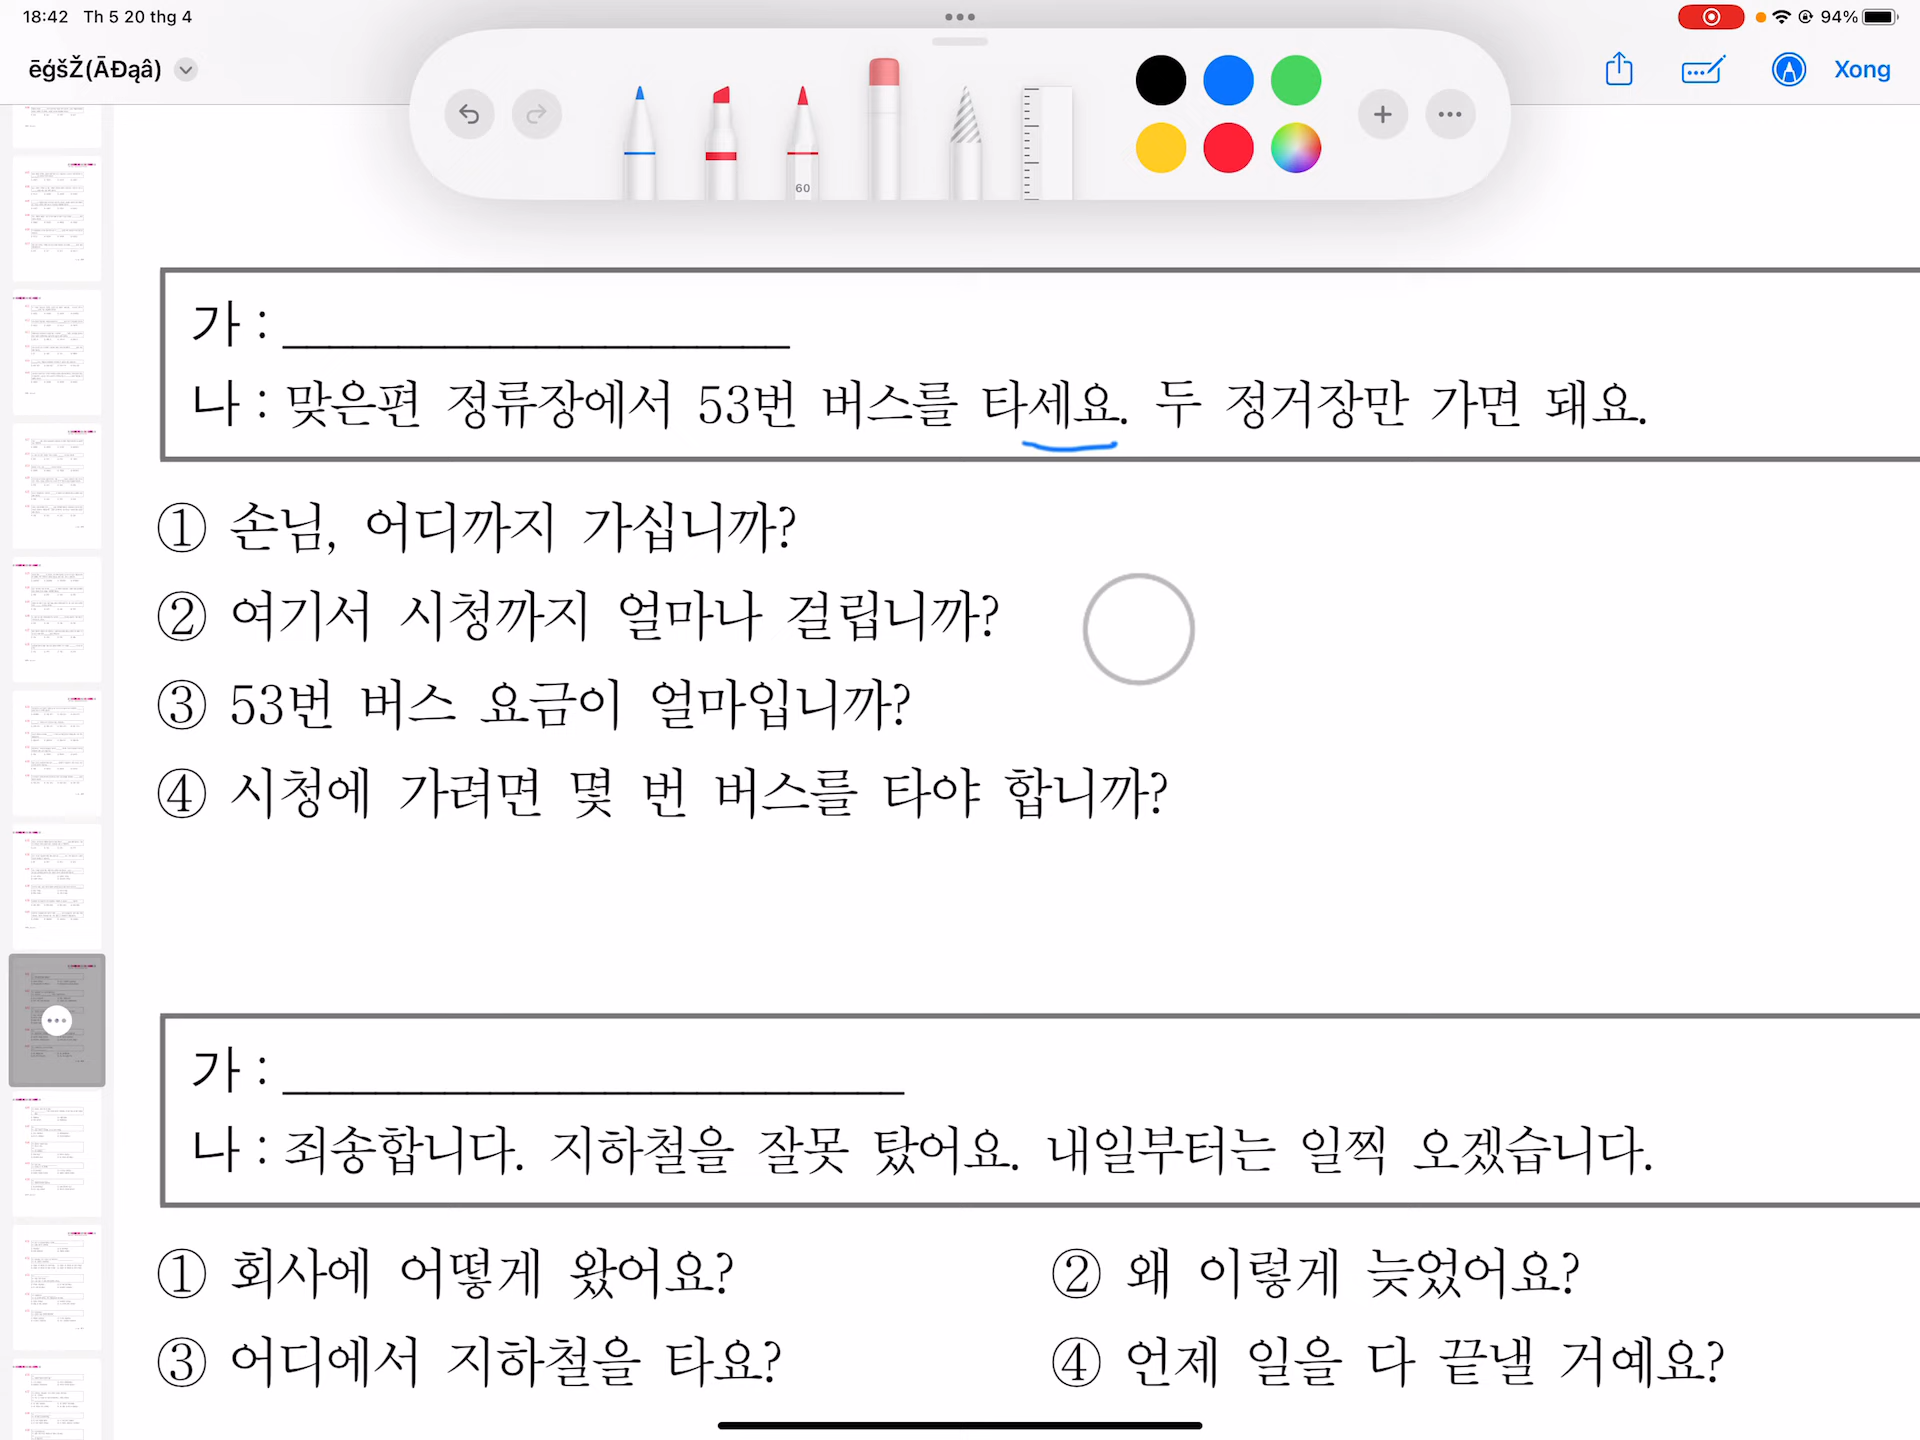 18:42 Th 5 20 thg 4
94%
ēģšŽ(ĀĐąâ)
60
Xong
가 : ____________________
나 : 맞은편 정류장에서 53번 버스를 타세요. 두 정거장만 가면 돼요.
① 손님, 어디까지 가십니까?
② 여기서 시청까지 얼마나 걸립니까?
③ 53번 버스 요금이 얼마입니까?
④ 시청에 가려면 몇 번 버스를 타야 합니까?
가 : ________________________
나 : 죄송합니다. 지하철을 잘못 탔어요. 내일부터는 일찍 오겠습니다.
① 회사에 어떻게 왔어요? ② 왜 이렇게 늦었어요?
③ 어디에서 지하철을 타요? ④ 언제 일을 다 끝낼 거예요?